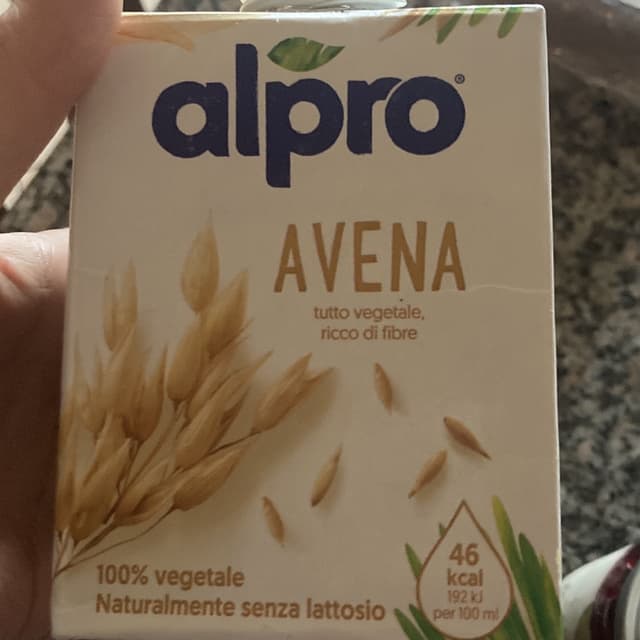 alpro®
AVENA
tutto vegetale,
ricco di fibre
100% vegetale
Naturalmente senza lattosio
46
kcal
192 kJ
per 100 ml